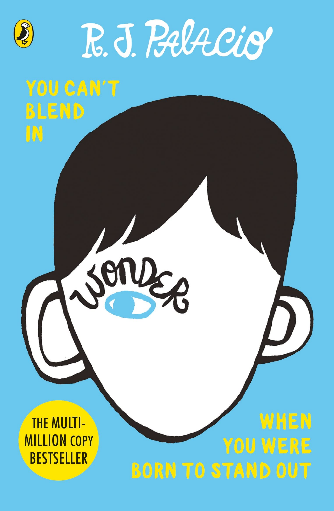 R. J. PALACIO
YOU CAN'T
BLEND
IN
WONDER
THE MULTI-
MILLION COPY
BESTSELLER
WHEN
YOU WERE
BORN TO STAND OUT